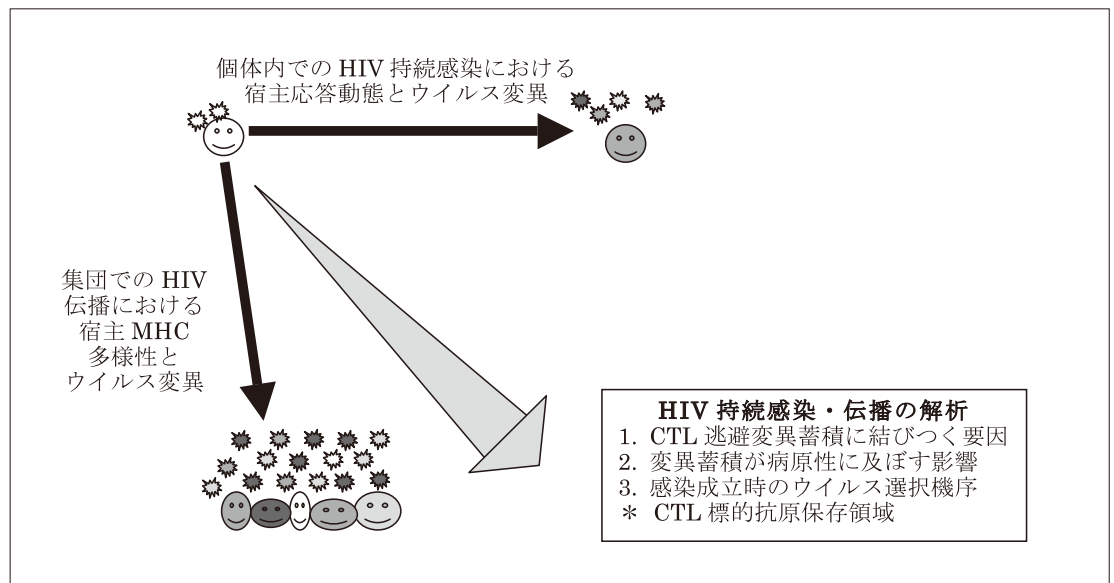 個体内での HIV 持続感染における
宿主応答動態とウイルス変異
集団での HIV
伝播における
宿主 MHC
多様性と
ウイルス変異
HIV 持続感染・伝播の解析
1. CTL 逃避変異蓄積に結びつく要因
2. 変異蓄積が病原性に及ぼす影響
3. 感染成立時のウイルス選択機序
* CTL 標的抗原保存領域